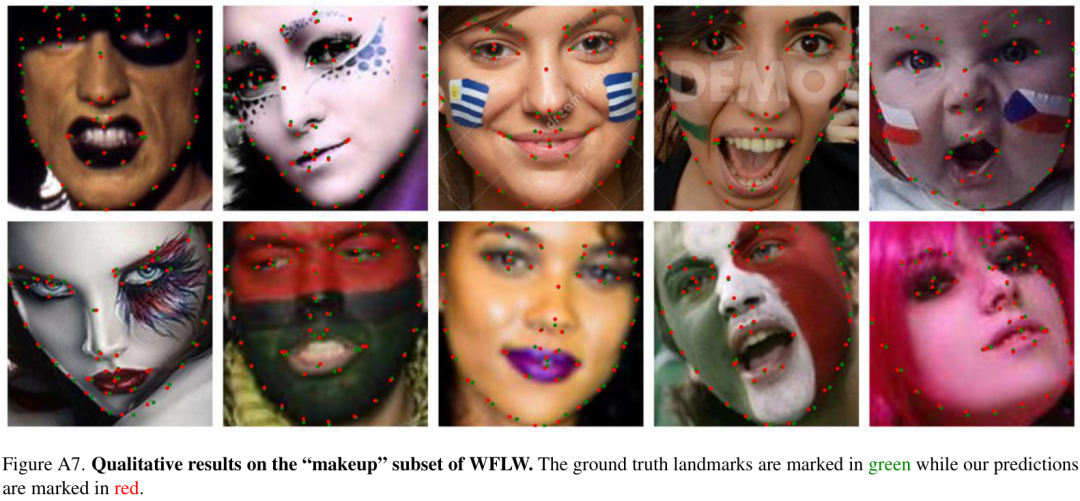 DEMOT
Figure A7. Qualitative results on the “makeup” subset of WFLW. The ground truth landmarks are marked in green while our predictions
are marked in red.